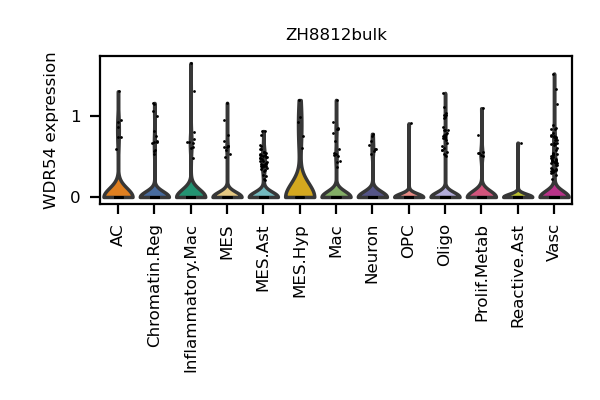 ZH8812bulk
WDR54 expression
1
0
AC
Chromatin.Reg
Inflammatory.Mac
MES
MES.Ast
MES.Hyp
Mac
Neuron
OPC
Oligo
Prolif.Metab
Reactive.Ast
Vasc